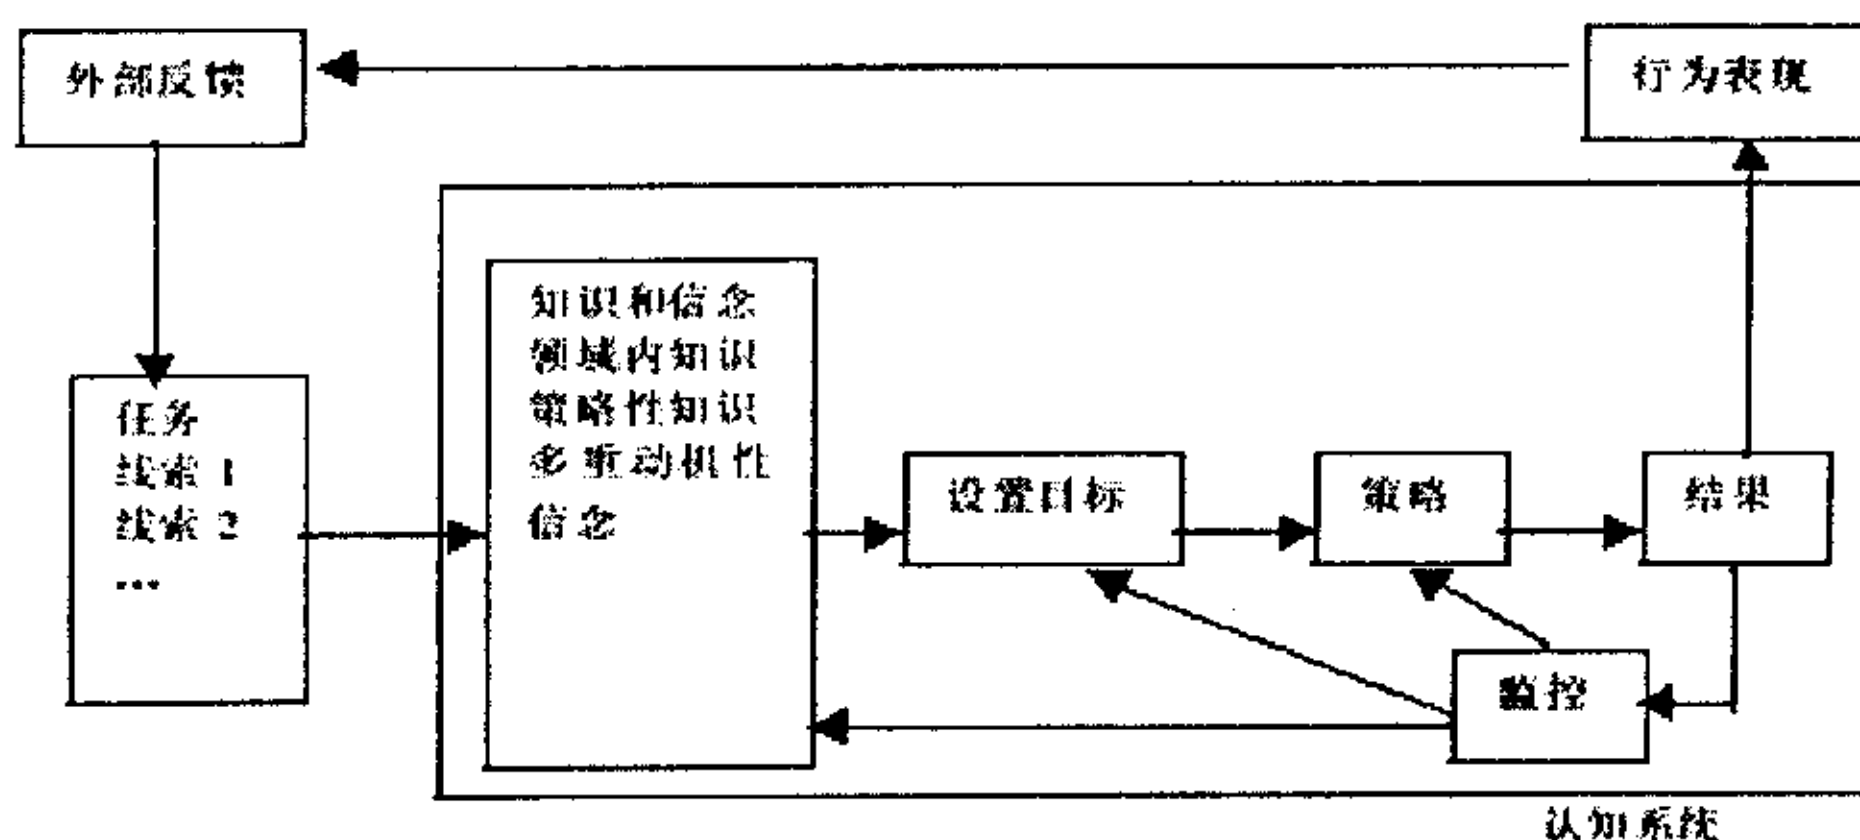 外部反馈
行为表现
知识和信念
领域内知识
策略性知识
多重动机性
信念
任务
线索 1
线索 2
...
设置目标
策略
结果
监控
认知系统